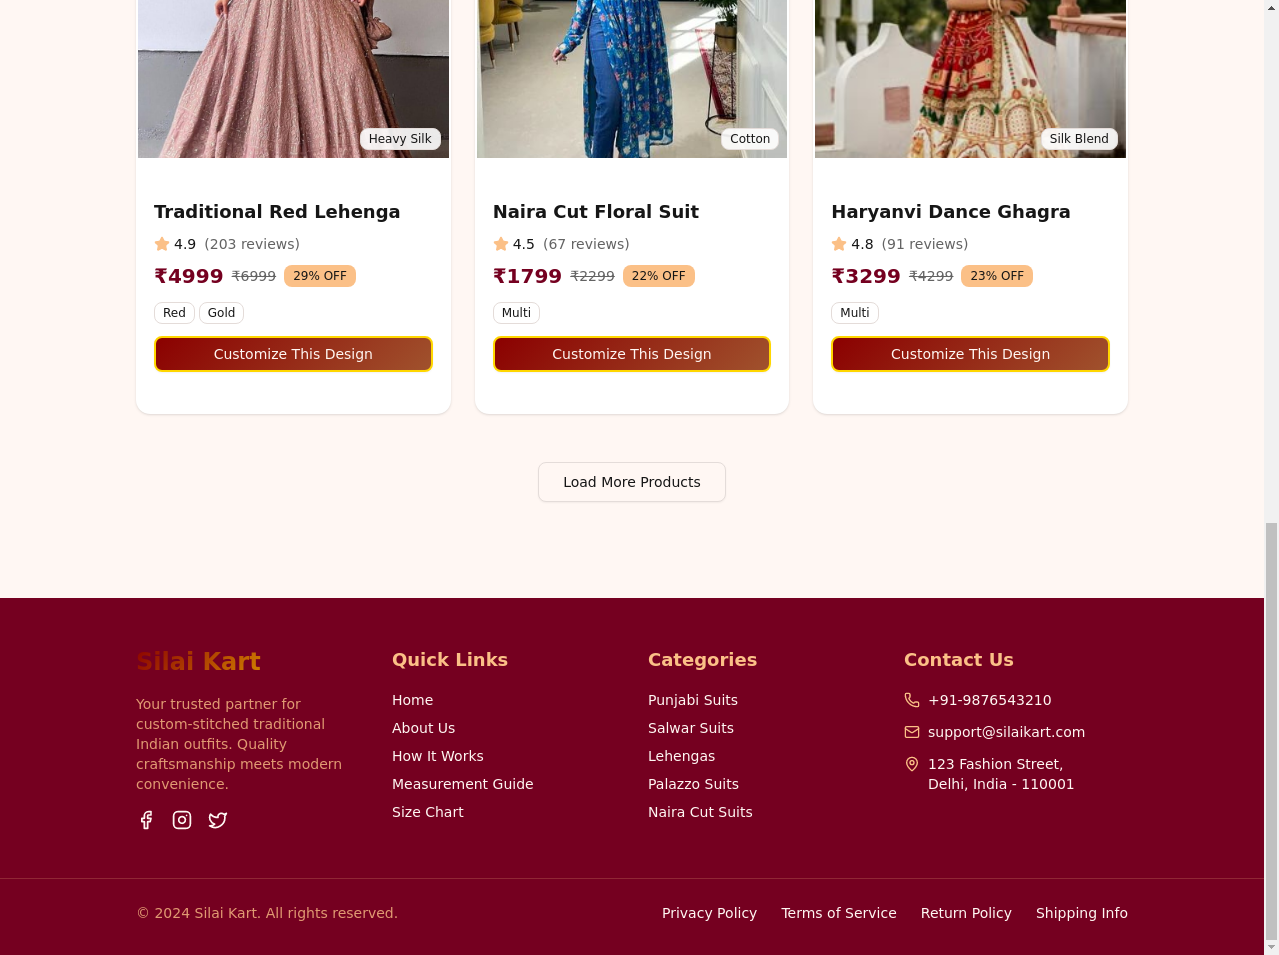 Heavy Silk
Cotton
Silk Blend
Traditional Red Lehenga
4.9 (203 reviews)
₹4999 ₹6999 29% OFF
Red Gold
Customize This Design
Naira Cut Floral Suit
4.5 (67 reviews)
₹1799 ₹2299 22% OFF
Multi
Customize This Design
Haryanvi Dance Ghagra
4.8 (91 reviews)
₹3299 ₹4299 23% OFF
Multi
Customize This Design
Load More Products
Silai Kart
Your trusted partner for
custom-stitched traditional
Indian outfits. Quality
craftsmanship meets modern
convenience.
Quick Links
Home
About Us
How It Works
Measurement Guide
Size Chart
Categories
Punjabi Suits
Salwar Suits
Lehengas
Palazzo Suits
Naira Cut Suits
Contact Us
+91-9876543210
support@silaikart.com
123 Fashion Street,
Delhi, India - 110001
© 2024 Silai Kart. All rights reserved.
Privacy Policy Terms of Service Return Policy Shipping Info